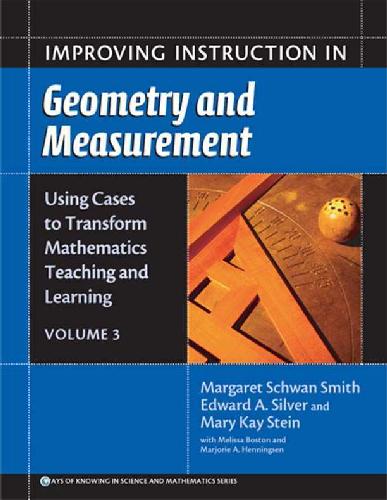 IMPROVING INSTRUCTION IN
Geometry and
Measurement
Using Cases
to Transform
Mathematics
Teaching and
Learning
VOLUME 3
Margaret Schwan Smith
Edward A. Silver and
Mary Kay Stein
with Melissa Boston and
Marjorie A. Henningsen
WAYS OF KNOWING IN SCIENCE AND MATHEMATICS SERIES